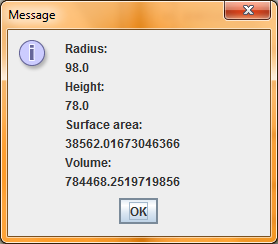 Message
Radius:
98.0
Height:
78.0
Surface area:
38562.01673046366
Volume:
784468.2519719856
OK